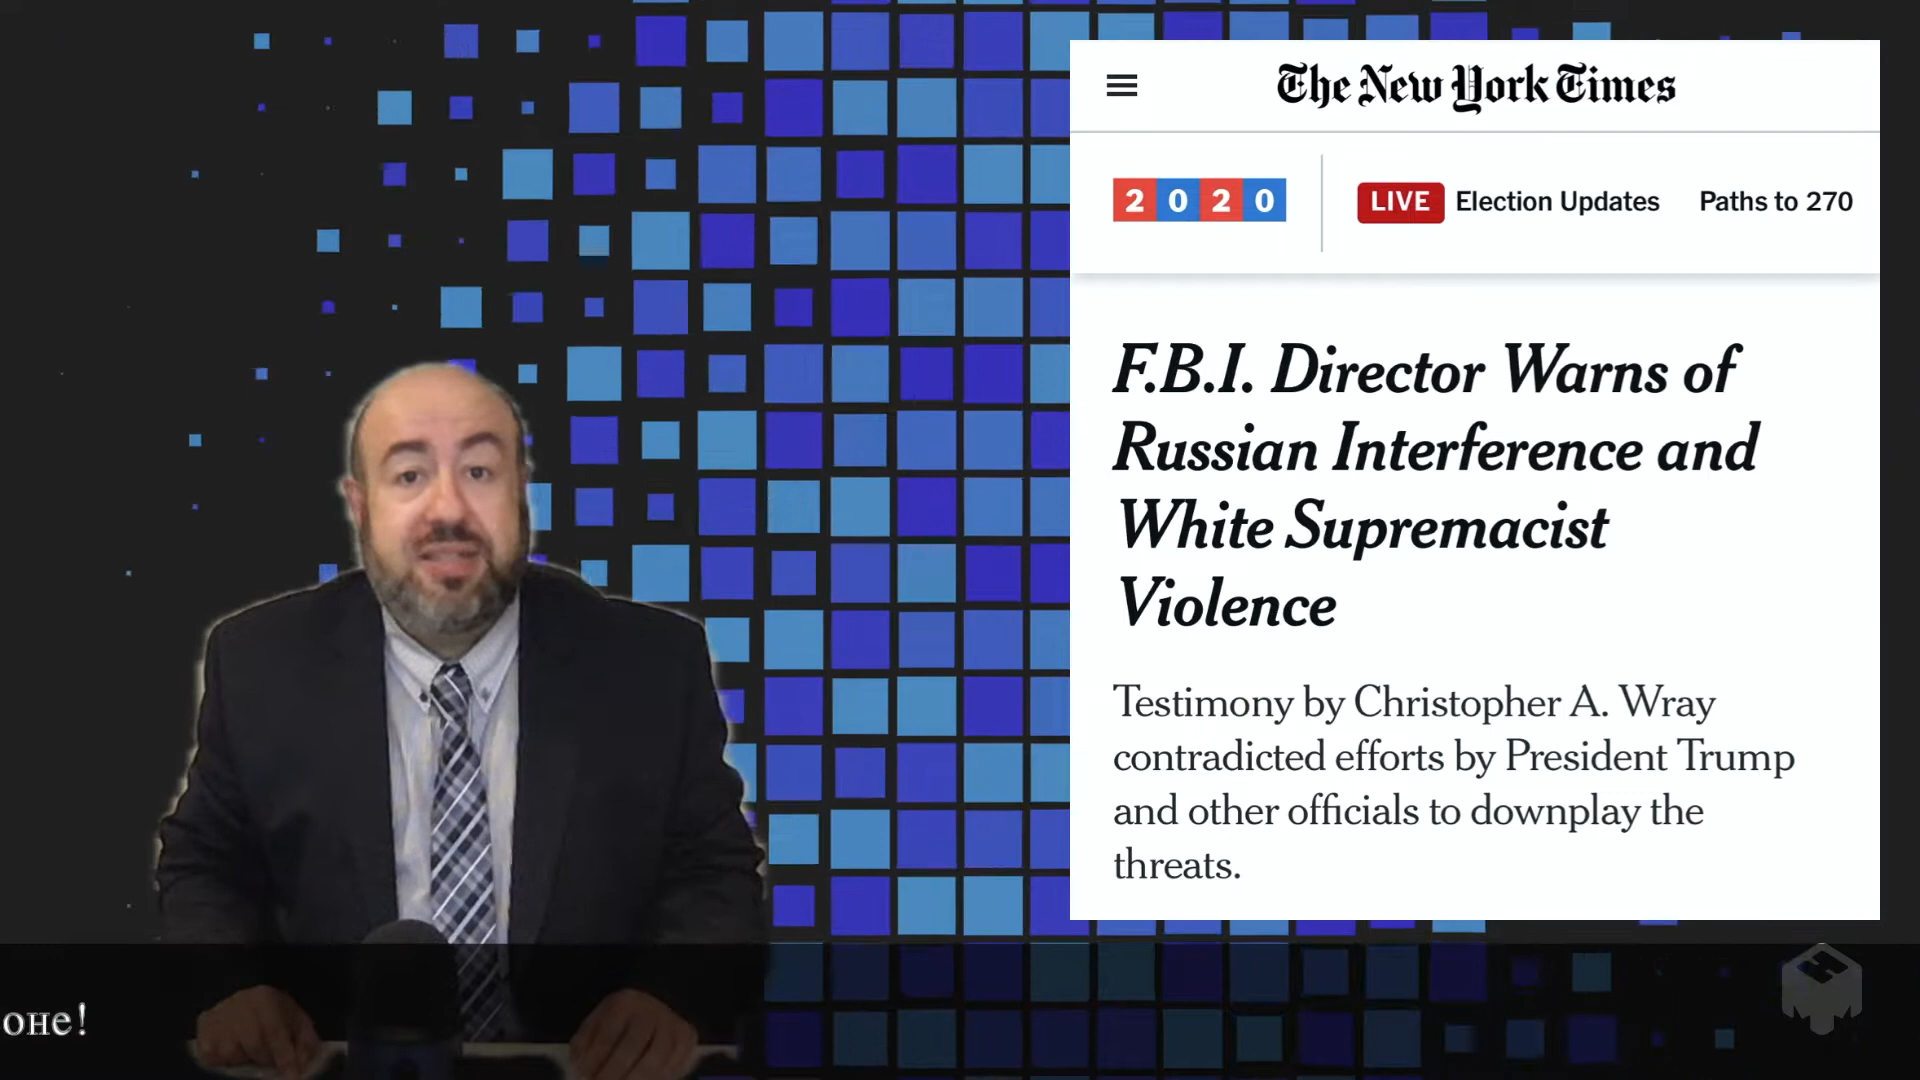 The New York Times
2020
LIVE Election Updates Paths to 270
F.B.I. Director Warns of
Russian Interference and
White Supremacist
Violence
Testimony by Christopher A. Wray
contradicted efforts by President Trump
and other officials to downplay the
threats.
оне!